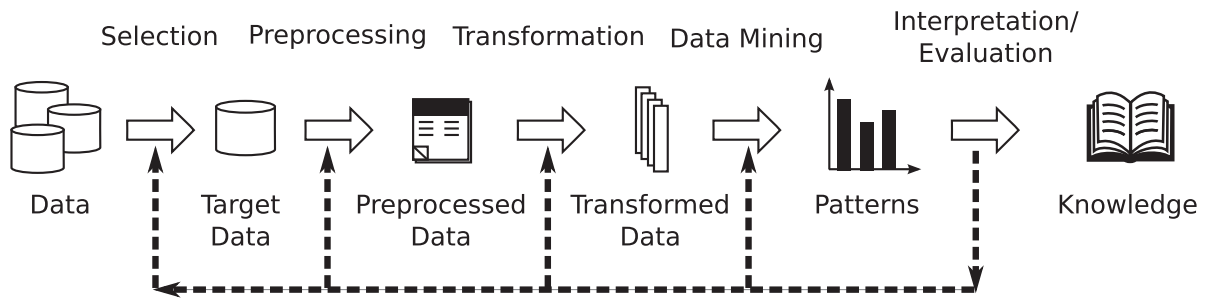 Selection
Preprocessing
Transformation
Data Mining
Interpretation/
Evaluation
Data
Target
Data
Preprocessed
Data
Transformed
Data
Patterns
Knowledge